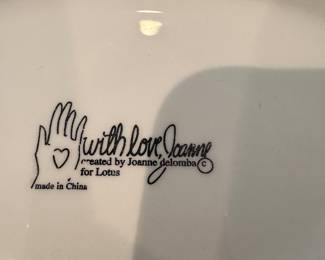 with love, Joanne
created by Joanne delomba ©
for Lotus
made in China